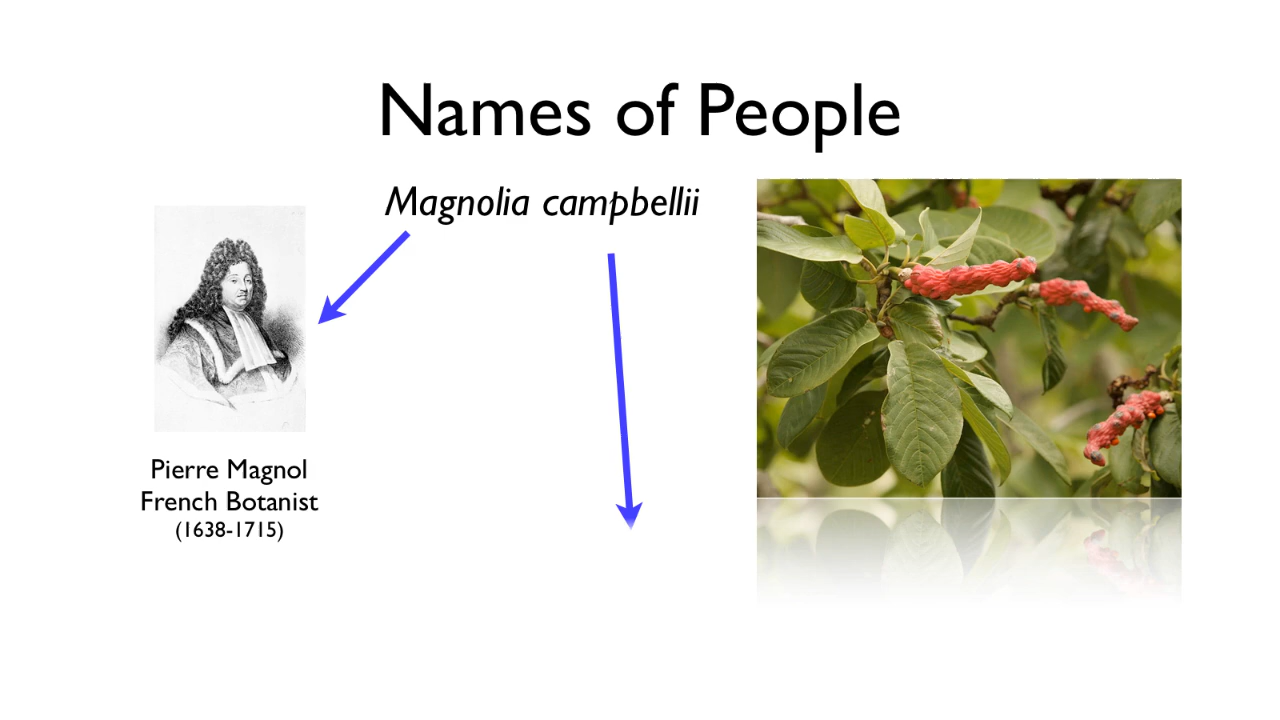 Names of People
Magnolia campbellii
Pierre Magnol
French Botanist
(1638-1715)